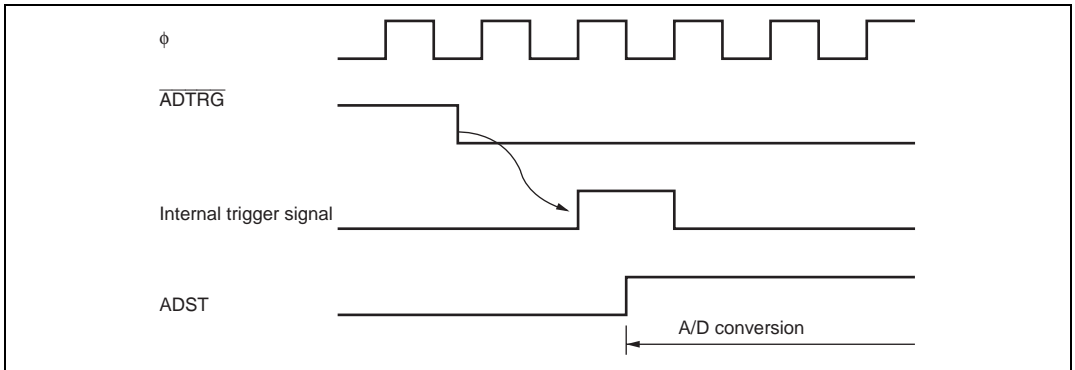 ϕ
ADTRG
Internal trigger signal
ADST
A/D conversion